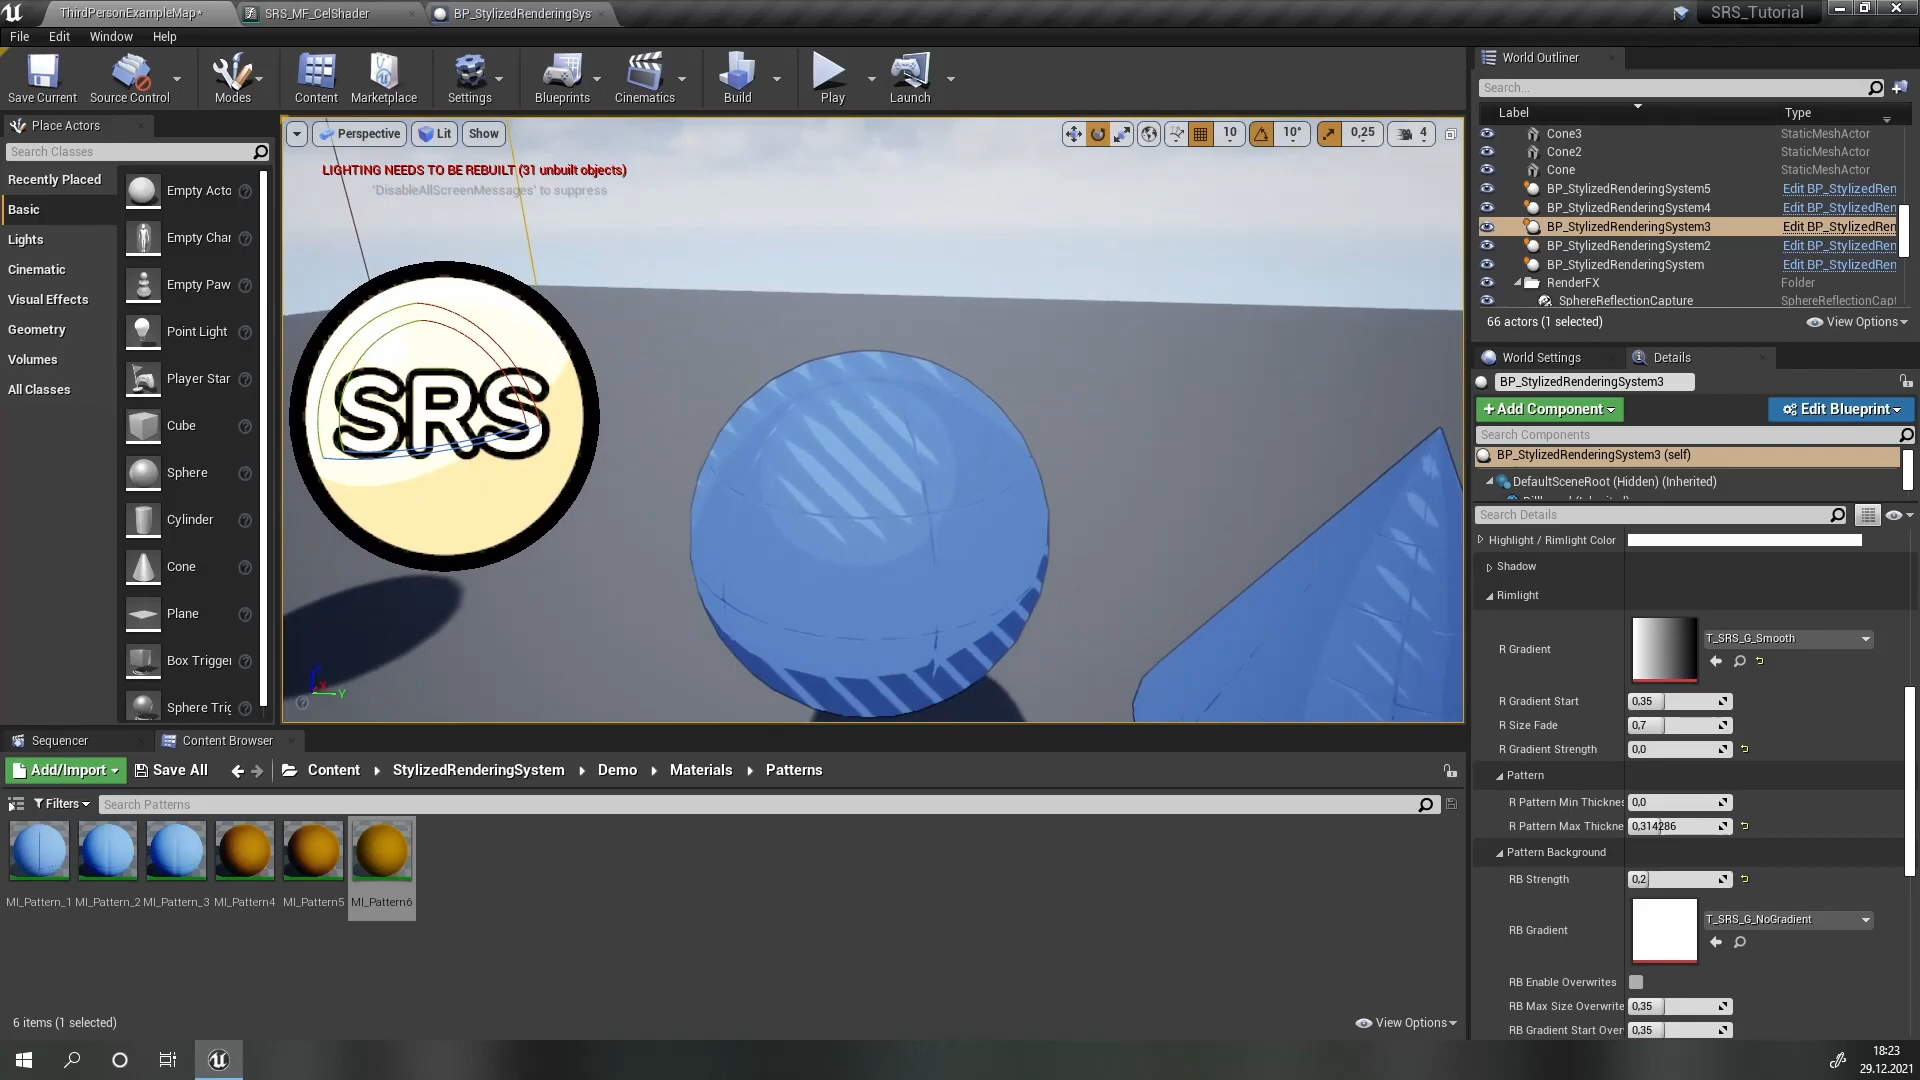 ThirdPersonExampleMap*
SRS_MF_CelShader
BP_StylizedRenderingSys
SRS_Tutorial
File
Edit
Window
Help
Save Current
Source Control
Modes
Content
Marketplace
Settings
Blueprints
Cinematics
Build
Play
Launch
Place Actors
Search Classes
Recently Placed
Basic
Lights
Cinematic
Visual Effects
Geometry
Volumes
All Classes
Empty Acto
Empty Char
Empty Paw
Point Light
Player Star
Cube
Sphere
Cylinder
Cone
Plane
Box Trigger
Sphere Trig
Perspective
Lit
Show
10
10°
0,25
4
LIGHTING NEEDS TO BE REBUILT (31 unbuilt objects)
'DisableAllScreenMessages' to suppress
SRS
X
Y
World Outliner
Search...
Label
Type
Cone3
StaticMeshActor
Cone2
StaticMeshActor
Cone
StaticMeshActor
BP_StylizedRenderingSystem5
Edit BP_StylizedRen
BP_StylizedRenderingSystem4
Edit BP_StylizedRen
BP_StylizedRenderingSystem3
Edit BP_StylizedRen
BP_StylizedRenderingSystem2
Edit BP_StylizedRen
BP_StylizedRenderingSystem
Edit BP_StylizedRen
RenderFX
Folder
SphereReflectionCapture
SphereReflectionCapt
66 actors (1 selected)
View Options
World Settings
Details
BP_StylizedRenderingSystem3
+Add Component
Edit Blueprint
Search Components
BP_StylizedRenderingSystem3 (self)
DefaultSceneRoot (Hidden) (Inherited)
Search Details
Highlight / Rimlight Color
Shadow
Rimlight
R Gradient
T_SRS_G_Smooth
R Gradient Start
0,35
R Size Fade
0,7
R Gradient Strength
0,0
Pattern
R Pattern Min Thicknes
0,0
R Pattern Max Thickne
0,314286
Pattern Background
RB Strength
0,2
RB Gradient
T_SRS_G_NoGradient
RB Enable Overwrites
RB Max Size Overwrite
0,35
RB Gradient Start Over
0,35
Sequencer
Content Browser
Add/Import
Save All
Content
StylizedRenderingSystem
Demo
Materials
Patterns
Filters
Search Patterns
MI_Pattern_1
MI_Pattern_2
MI_Pattern_3
MI_Pattern4
MI_Pattern5
MI_Pattern6
6 items (1 selected)
View Options
18:23
29.12.2021